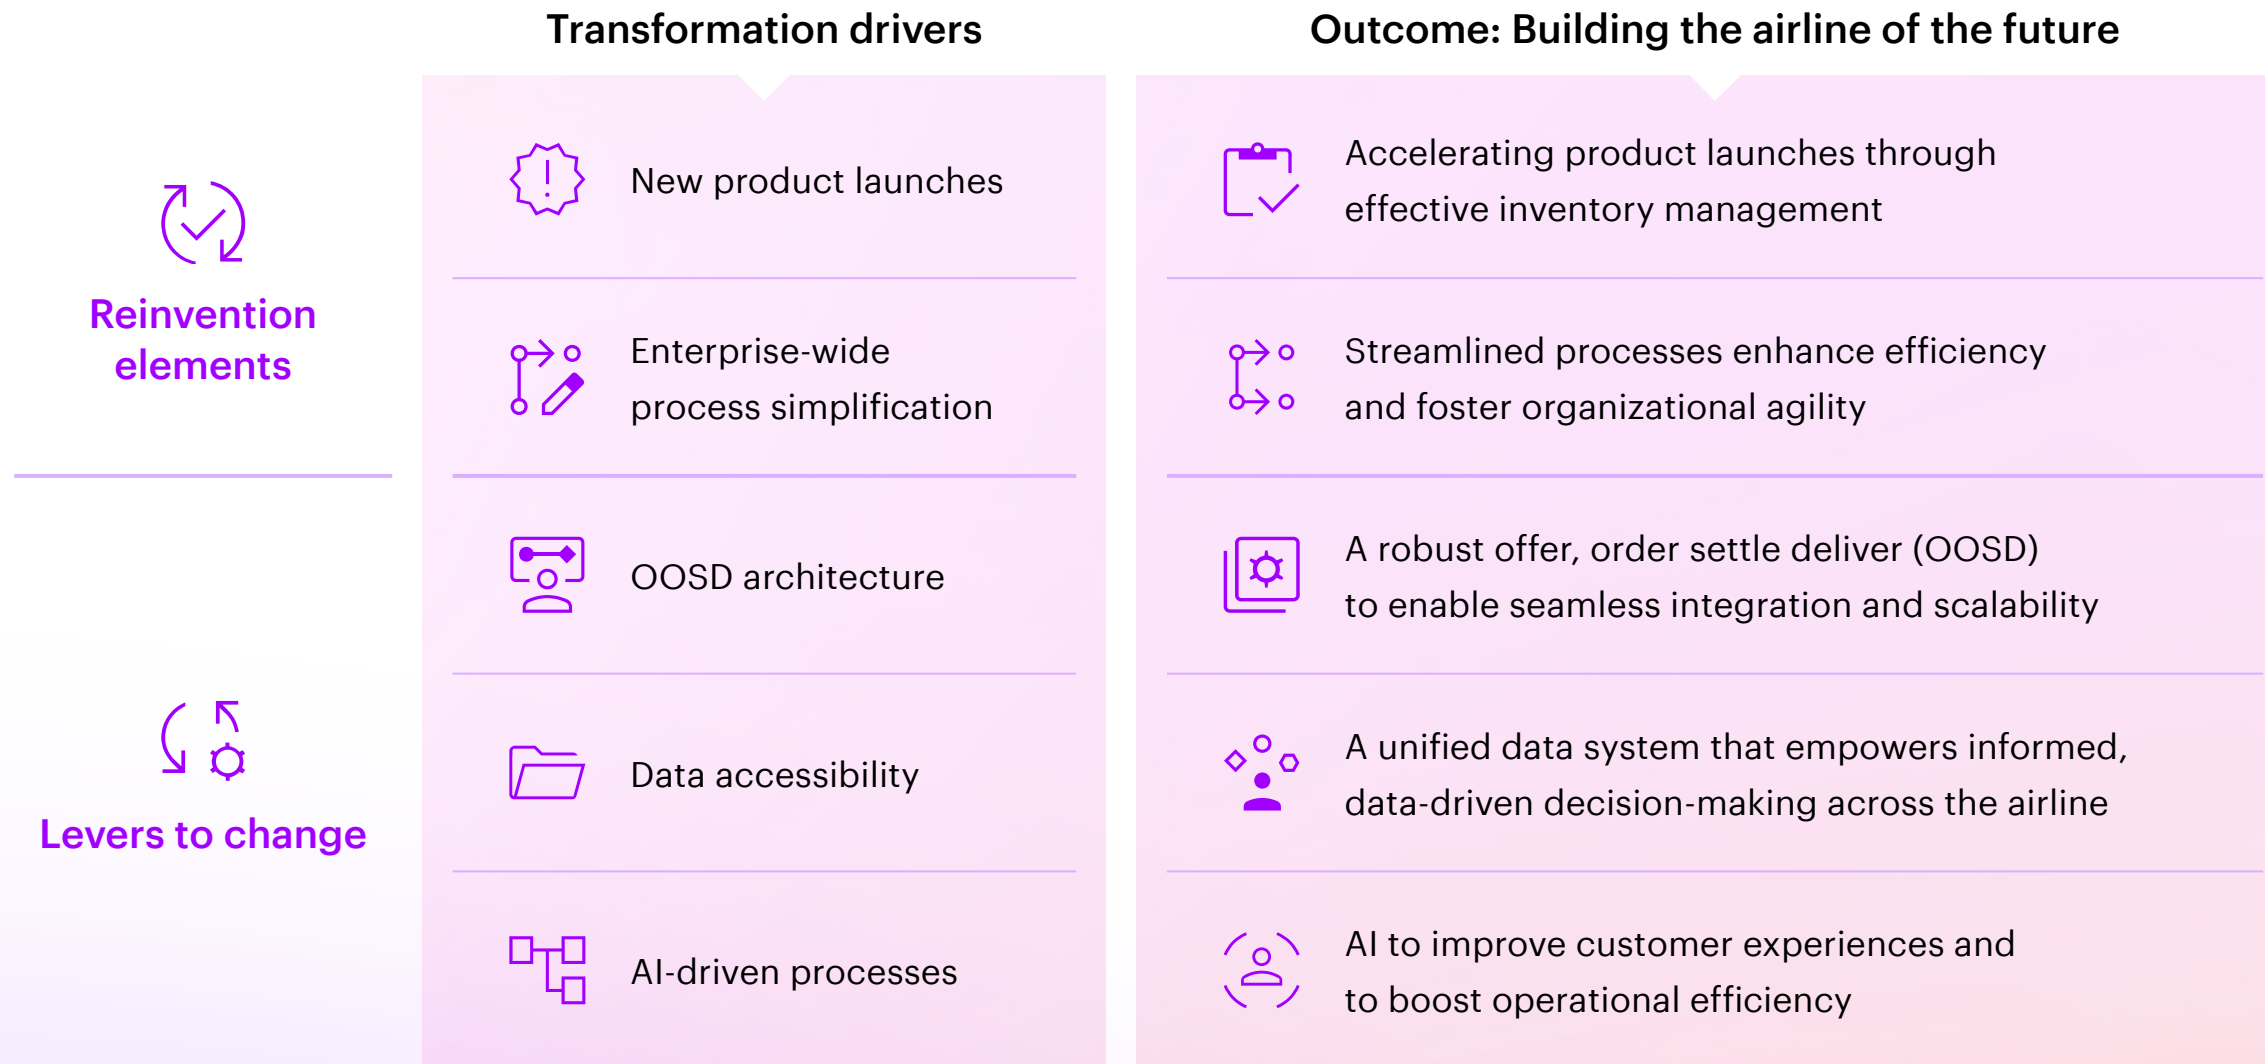 Transformation drivers
Outcome: Building the airline of the future
Reinvention
elements
New product launches
Accelerating product launches through
effective inventory management
Enterprise-wide
process simplification
Streamlined processes enhance efficiency
and foster organizational agility
Levers to change
OOSD architecture
A robust offer, order settle deliver (OOSD)
to enable seamless integration and scalability
Data accessibility
A unified data system that empowers informed,
data-driven decision-making across the airline
AI-driven processes
AI to improve customer experiences and
to boost operational efficiency